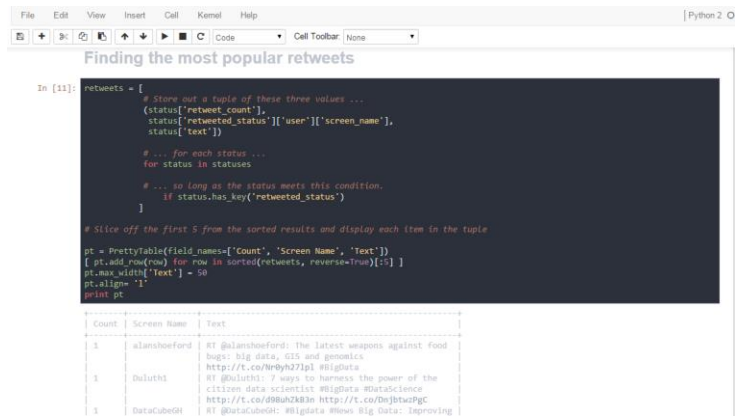 File Edit View Insert Cell Kernel Help Python 2
Code Cell Toolbar: None
Finding the most popular retweets
In [11]: retweets = [
# Store out a tuple of these three values ...
(status['retweet_count'],
status['retweeted_status']['user']['screen_name'],
status['text'])
# ... for each status ...
for status in statuses
# ... so long as the status meets this condition.
if status.has_key('retweeted_status')
]
# Slice off the first 5 from the sorted results and display each item in the tuple
pt = PrettyTable(field_names=['Count', 'Screen Name', 'Text'])
[ pt.add_row(row) for row in sorted(retweets, reverse=True)[:5] ]
pt.max_width['Text'] = 50
pt.align= 'l'
print pt
| Count | Screen Name | Text |
| 1 | alanshoeford | RT @alanshoeford: The latest weapons against food |
bugs: big data, GIS and genomics
http://t.co/Nr0yh27lpl #BigData
| 1 | Duluth1 | RT @Duluth1: 7 ways to harness the power of the |
citizen data scientist #BigData #DataScience
http://t.co/d9BuhZkB3n http://t.co/DnjbtwzPgC
| 1 | DataCubeGH | RT @DataCubeGH: #Bigdata #News Big Data: Improving |